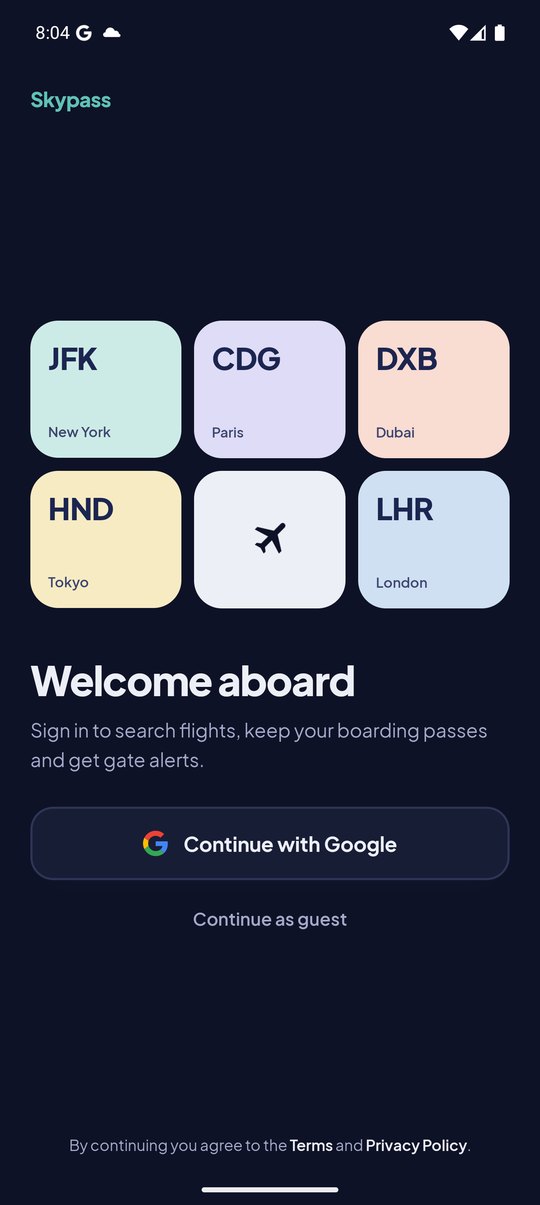 8:04
Skypass
JFK
CDG
DXB
New York
Paris
Dubai
HND
LHR
Tokyo
London
Welcome aboard
Sign in to search flights, keep your boarding passes
and get gate alerts.
Continue with Google
Continue as guest
By continuing you agree to the Terms and Privacy Policy.